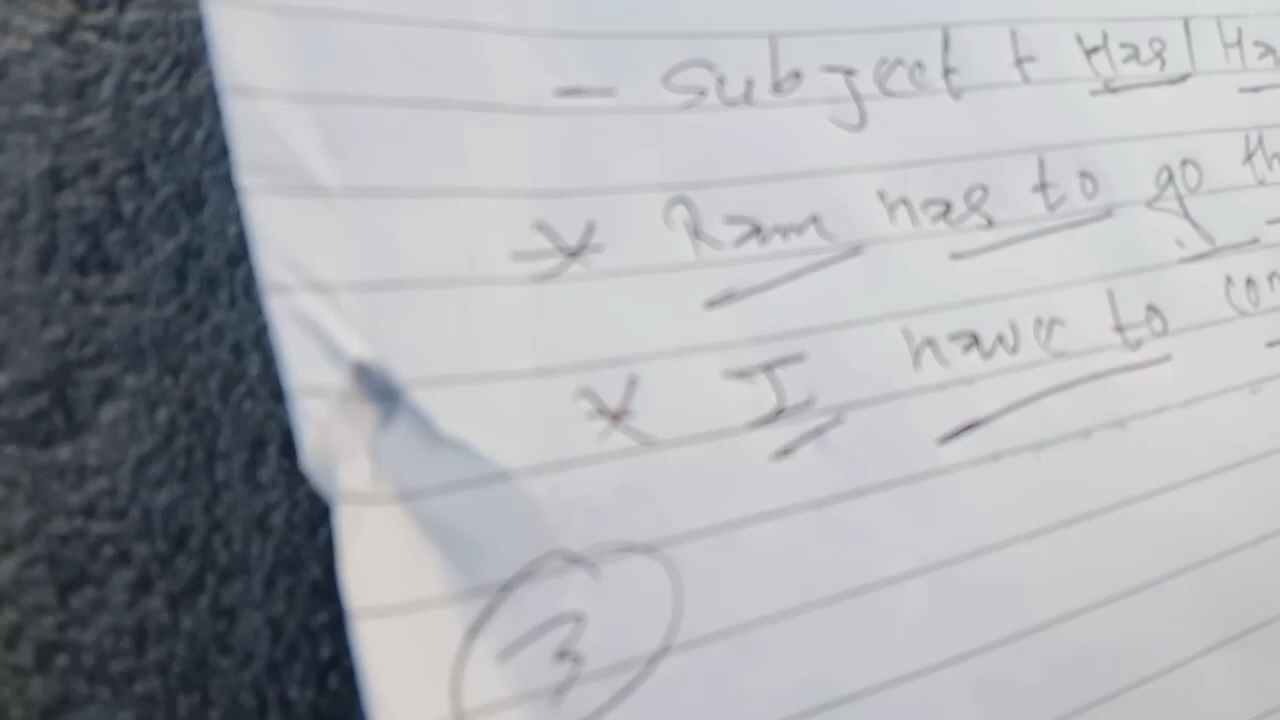 - Subject + Has|
* Ram has to go
* I have to
3